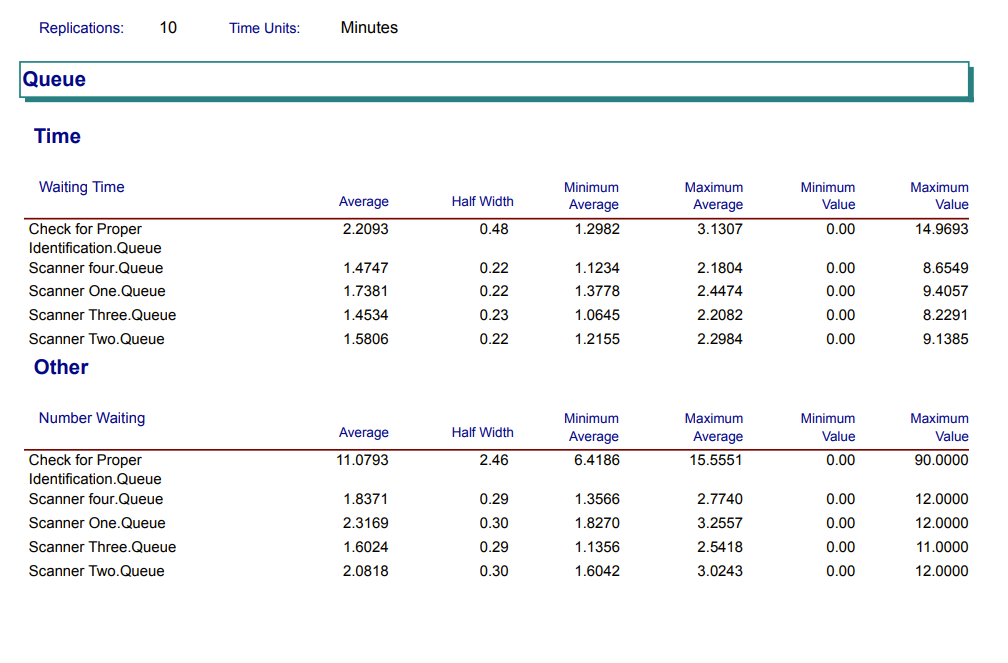 Replications: 10 Time Units: Minutes
Queue
Time
Waiting Time Average Half Width Minimum Average Maximum Average Minimum Value Maximum Value
Check for Proper Identification.Queue 2.2093 0.48 1.2982 3.1307 0.00 14.9693
Scanner four.Queue 1.4747 0.22 1.1234 2.1804 0.00 8.6549
Scanner One.Queue 1.7381 0.22 1.3778 2.4474 0.00 9.4057
Scanner Three.Queue 1.4534 0.23 1.0645 2.2082 0.00 8.2291
Scanner Two.Queue 1.5806 0.22 1.2155 2.2984 0.00 9.1385
Other
Number Waiting Average Half Width Minimum Average Maximum Average Minimum Value Maximum Value
Check for Proper Identification.Queue 11.0793 2.46 6.4186 15.5551 0.00 90.0000
Scanner four.Queue 1.8371 0.29 1.3566 2.7740 0.00 12.0000
Scanner One.Queue 2.3169 0.30 1.8270 3.2557 0.00 12.0000
Scanner Three.Queue 1.6024 0.29 1.1356 2.5418 0.00 11.0000
Scanner Two.Queue 2.0818 0.30 1.6042 3.0243 0.00 12.0000